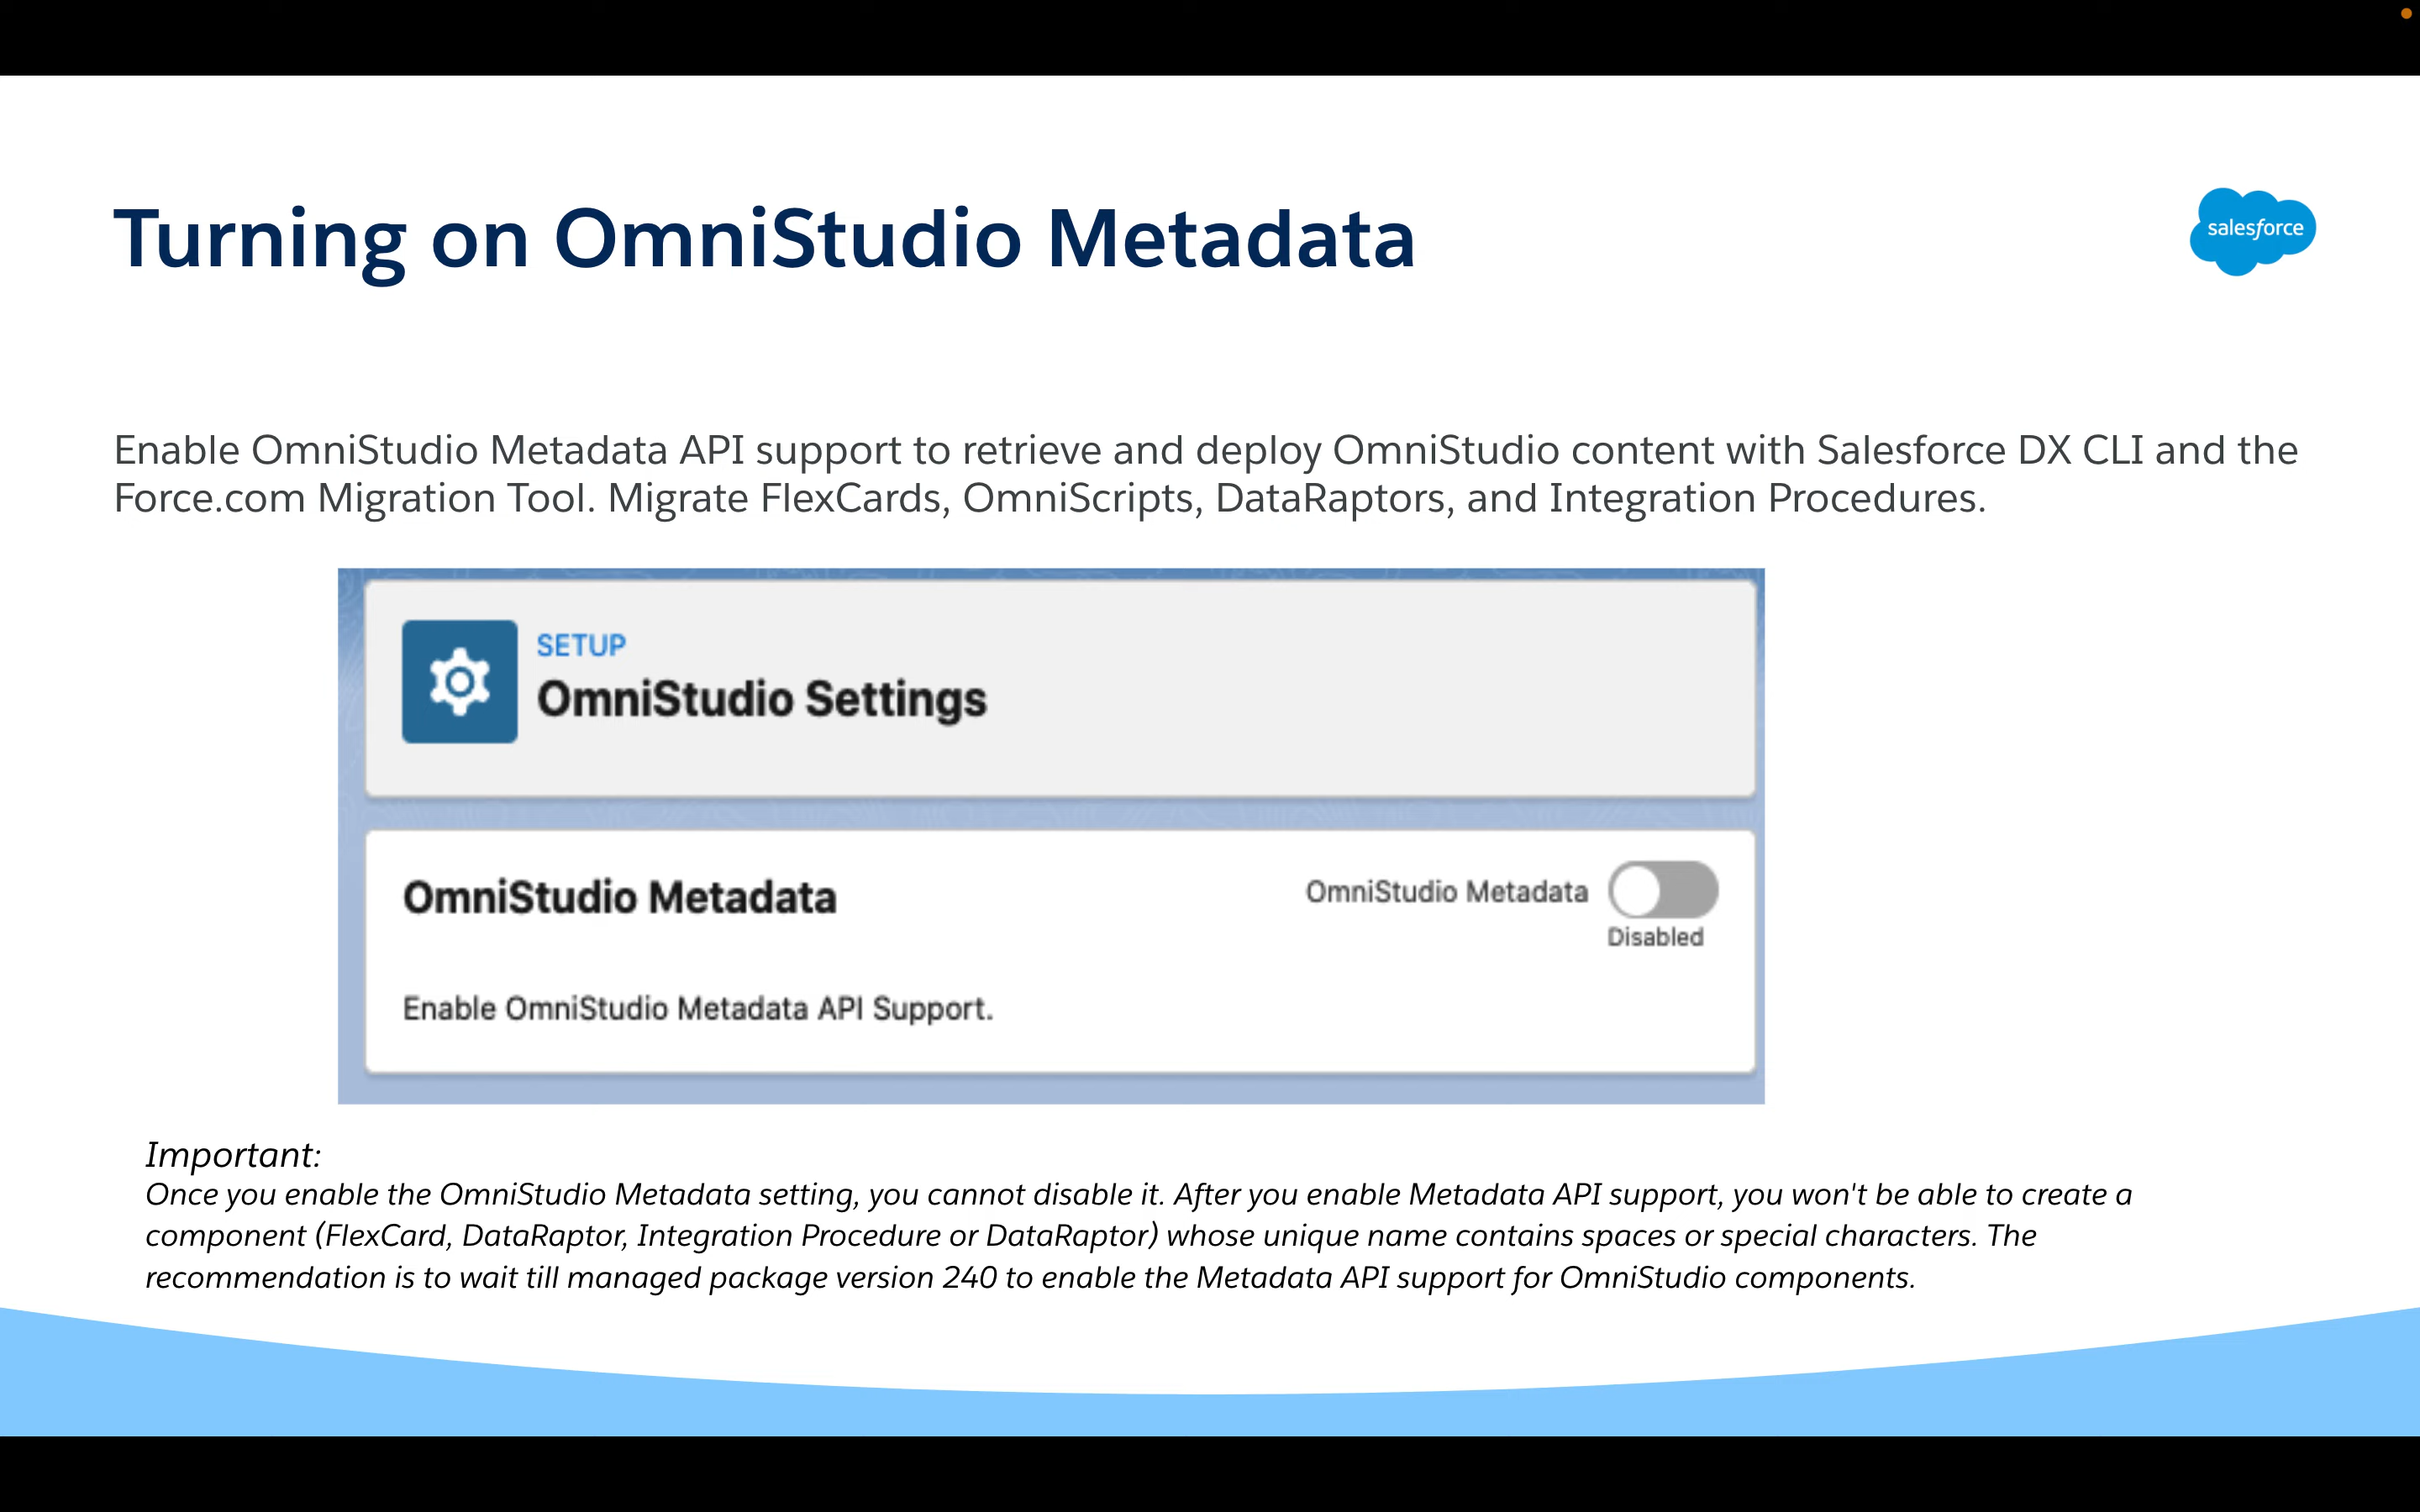 Turning on OmniStudio Metadata
salesforce
Enable OmniStudio Metadata API support to retrieve and deploy OmniStudio content with Salesforce DX CLI and the
Force.com Migration Tool. Migrate FlexCards, OmniScripts, DataRaptors, and Integration Procedures.
SETUP
OmniStudio Settings
OmniStudio Metadata
OmniStudio Metadata
Disabled
Enable OmniStudio Metadata API Support.
Important:
Once you enable the OmniStudio Metadata setting, you cannot disable it. After you enable Metadata API support, you won't be able to create a
component (FlexCard, DataRaptor, Integration Procedure or DataRaptor) whose unique name contains spaces or special characters. The
recommendation is to wait till managed package version 240 to enable the Metadata API support for OmniStudio components.